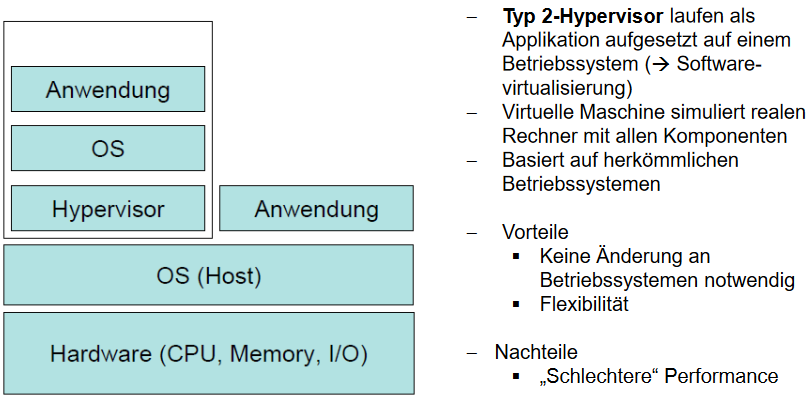 Anwendung
OS
Hypervisor
Anwendung
OS (Host)
Hardware (CPU, Memory, I/O)
– Typ 2-Hypervisor laufen als
Applikation aufgesetzt auf einem
Betriebssystem (→ Software-
virtualisierung)
– Virtuelle Maschine simuliert realen
Rechner mit allen Komponenten
– Basiert auf herkömmlichen
Betriebssystemen
– Vorteile
▪ Keine Änderung an
Betriebssystemen notwendig
▪ Flexibilität
– Nachteile
▪ „Schlechtere“ Performance